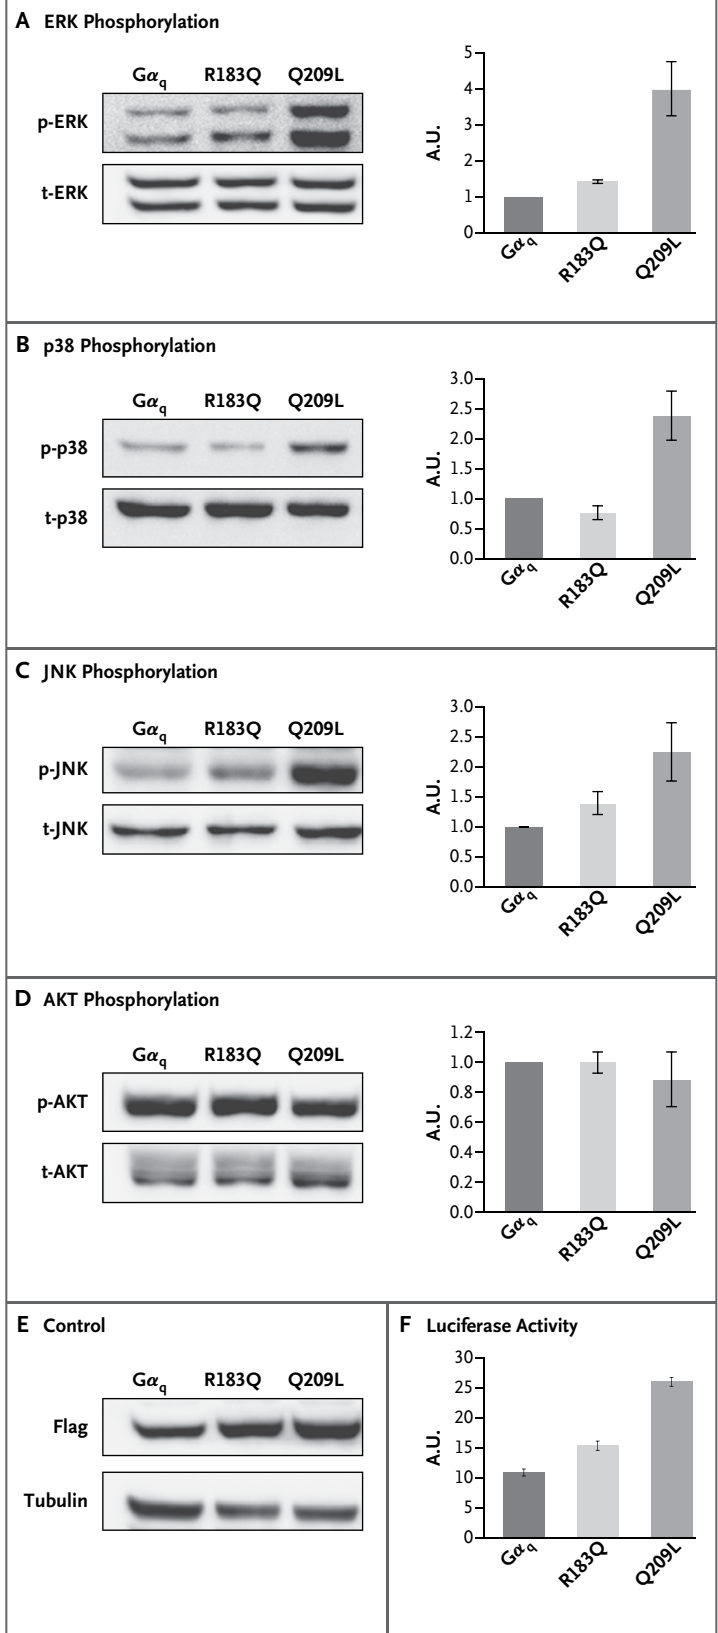 A ERK Phosphorylation
Gαq R183Q Q209L
p-ERK
t-ERK
5
4
3
2
1
0
A.U.
Gαq
R183Q
Q209L
B p38 Phosphorylation
Gαq R183Q Q209L
p-p38
t-p38
3.0
2.5
2.0
1.5
1.0
0.5
0.0
A.U.
Gαq
R183Q
Q209L
C JNK Phosphorylation
Gαq R183Q Q209L
p-JNK
t-JNK
3.0
2.5
2.0
1.5
1.0
0.5
0.0
A.U.
Gαq
R183Q
Q209L
D AKT Phosphorylation
Gαq R183Q Q209L
p-AKT
t-AKT
1.2
1.0
0.8
0.6
0.4
0.2
0.0
A.U.
Gαq
R183Q
Q209L
E Control
Gαq R183Q Q209L
Flag
Tubulin
F Luciferase Activity
30
25
20
15
10
5
0
A.U.
Gαq
R183Q
Q209L